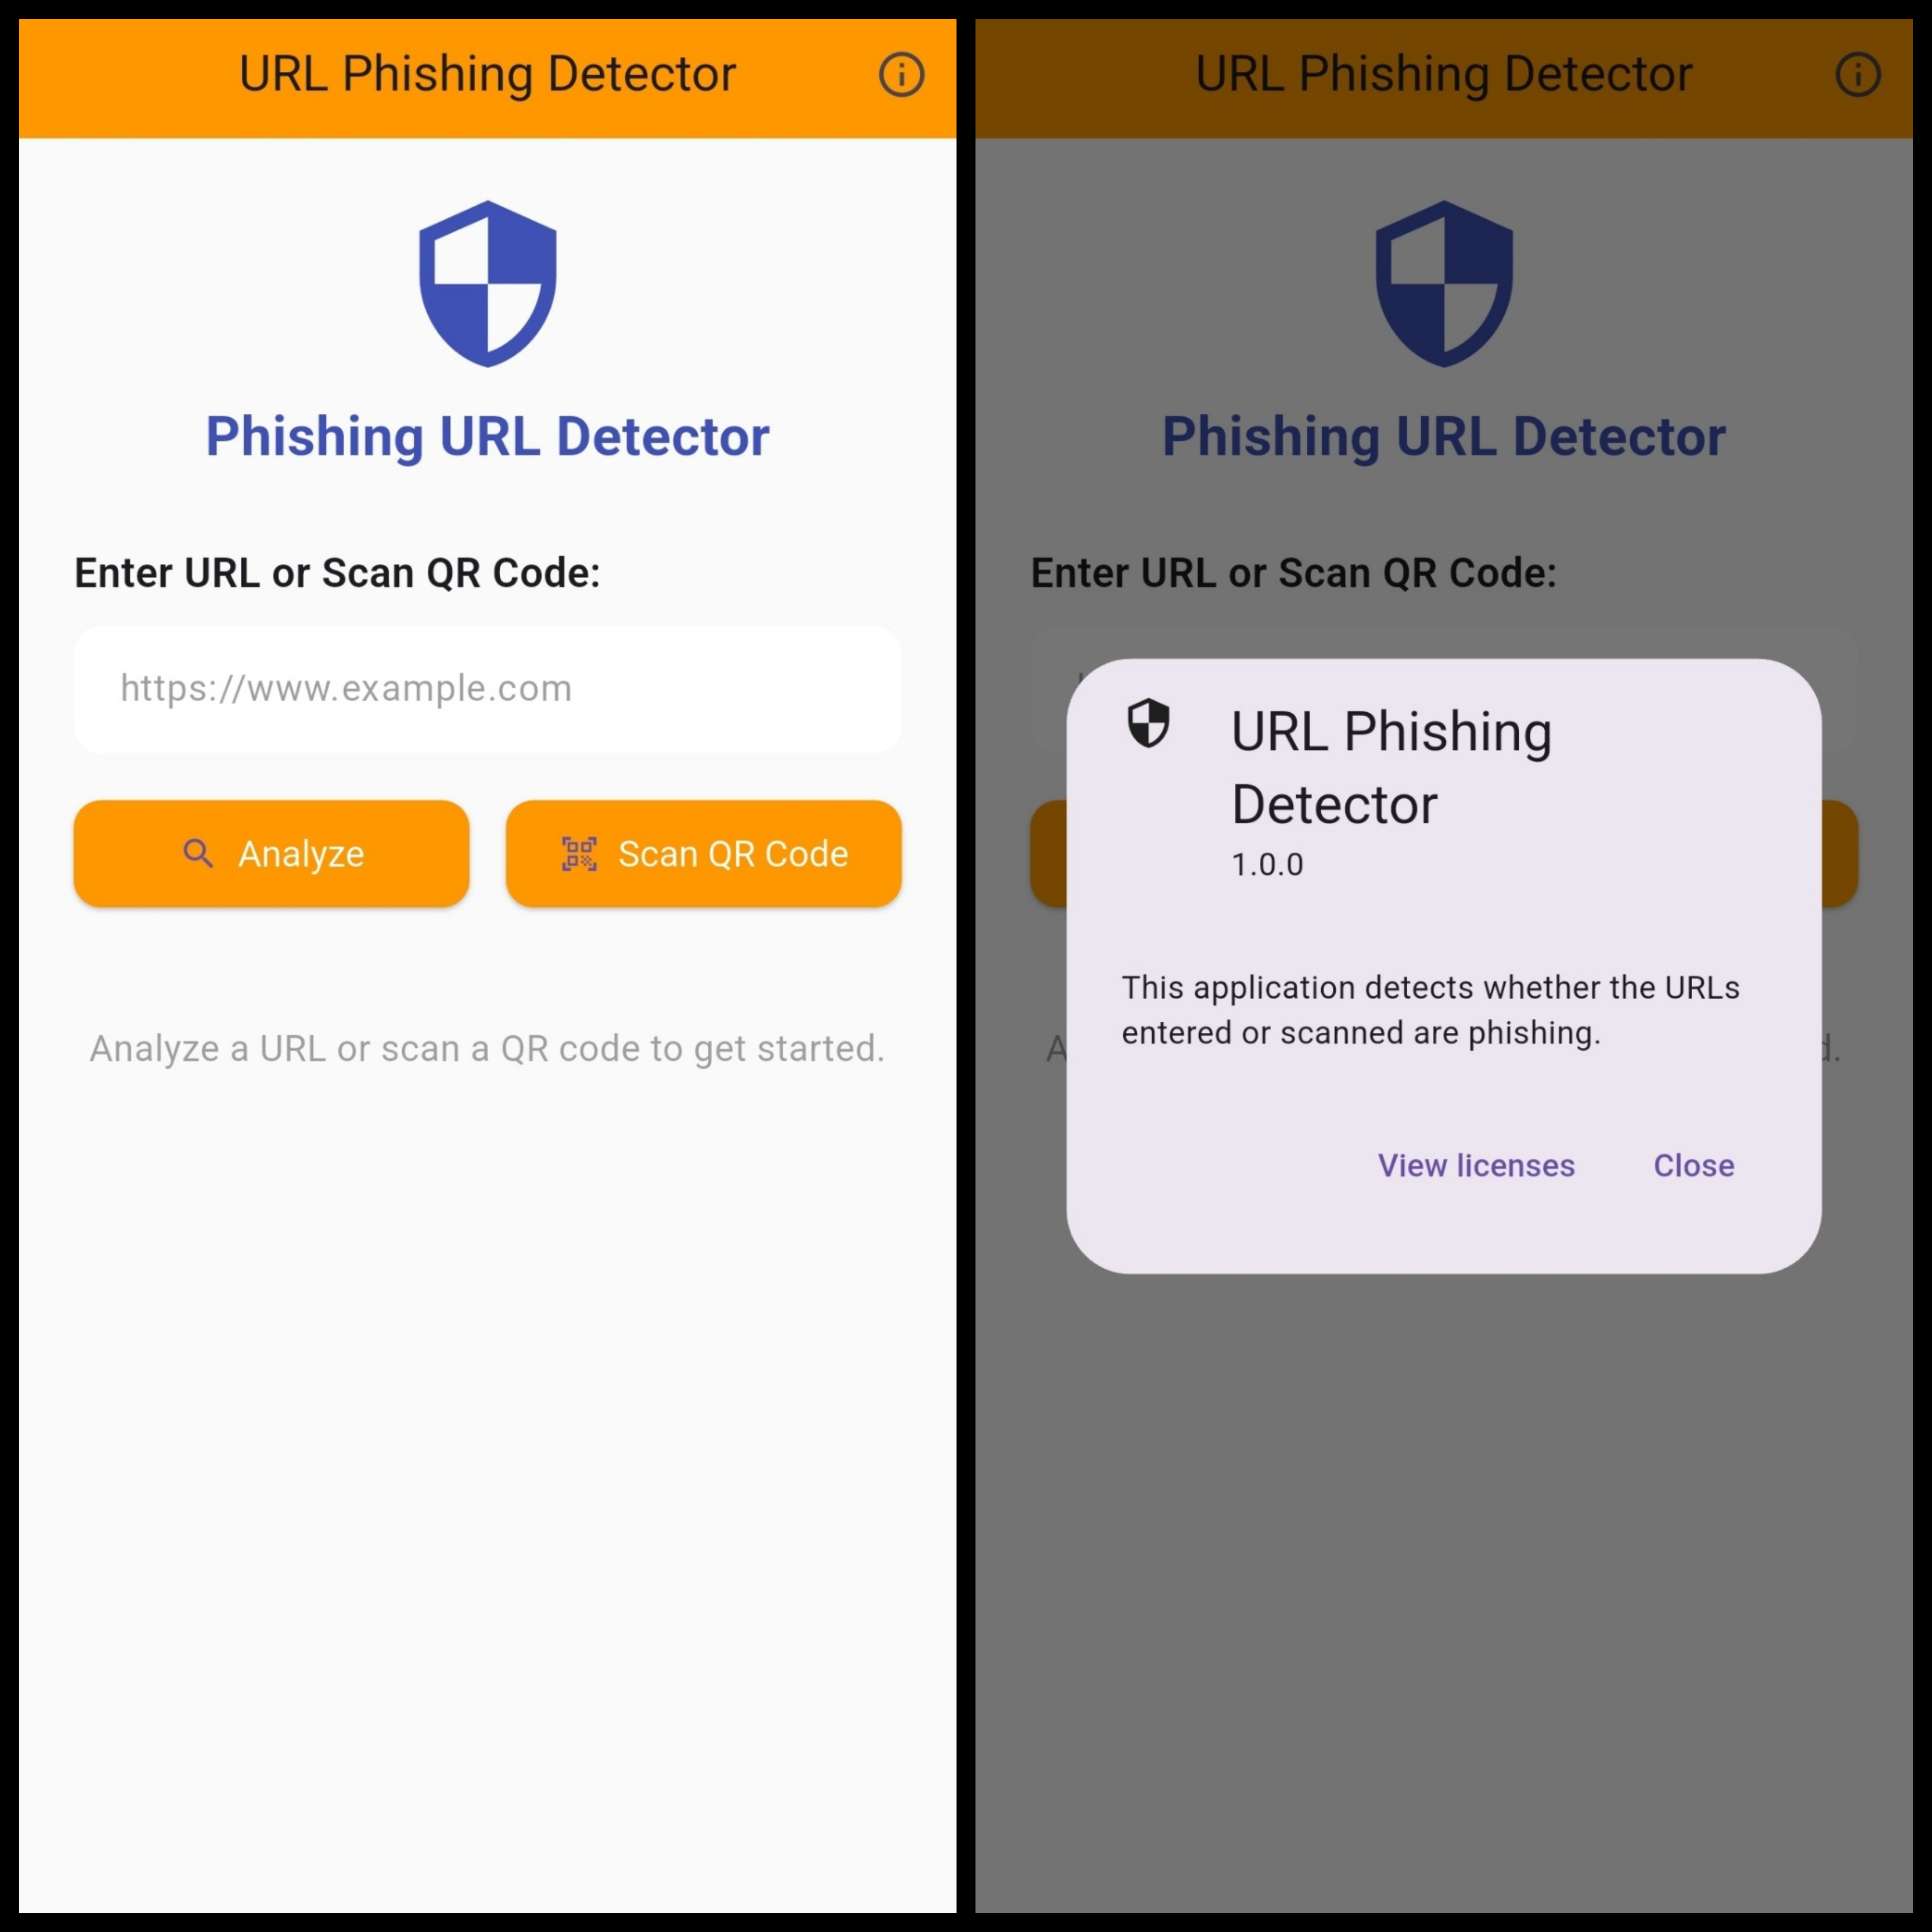 URL Phishing Detector
Phishing URL Detector
Enter URL or Scan QR Code:
https://www.example.com
Analyze
Scan QR Code
Analyze a URL or scan a QR code to get started.
URL Phishing Detector
Phishing URL Detector
Enter URL or Scan QR Code:
URL Phishing
Detector
1.0.0
This application detects whether the URLs
entered or scanned are phishing.
View licenses
Close